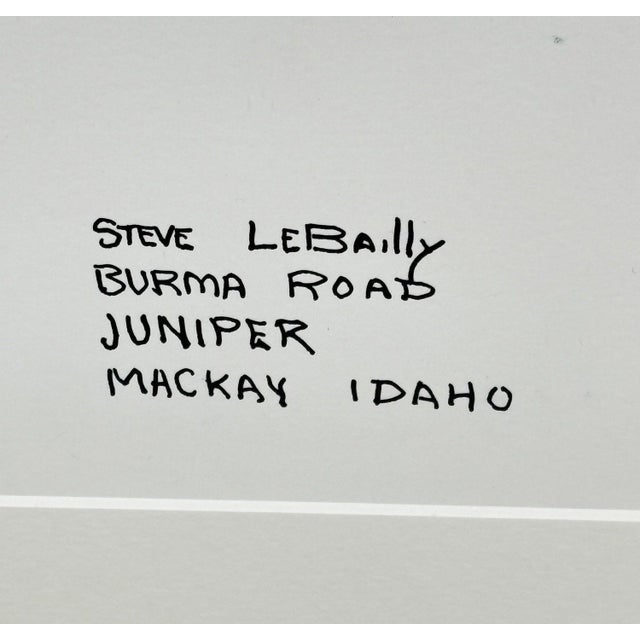 STEVE LEBAilly
BURMA ROAD
JUNIPER
MACKAY IDAHO